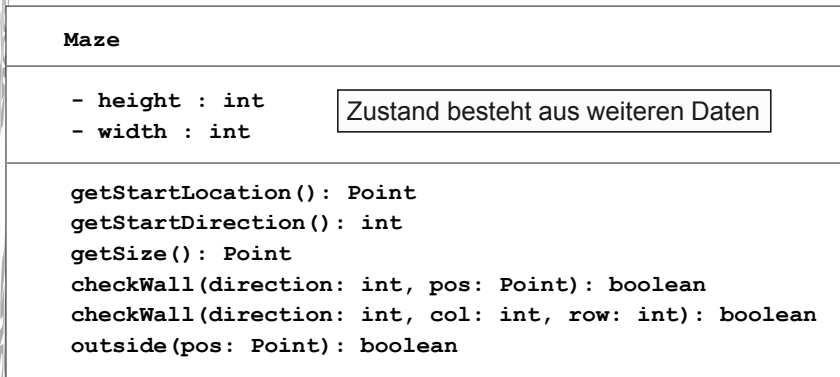 Maze
- height : int
Zustand besteht aus weiteren Daten
- width : int
getStartLocation(): Point
getStartDirection(): int
getSize(): Point
checkWall(direction: int, pos: Point): boolean
checkWall(direction: int, col: int, row: int): boolean
outside(pos: Point): boolean